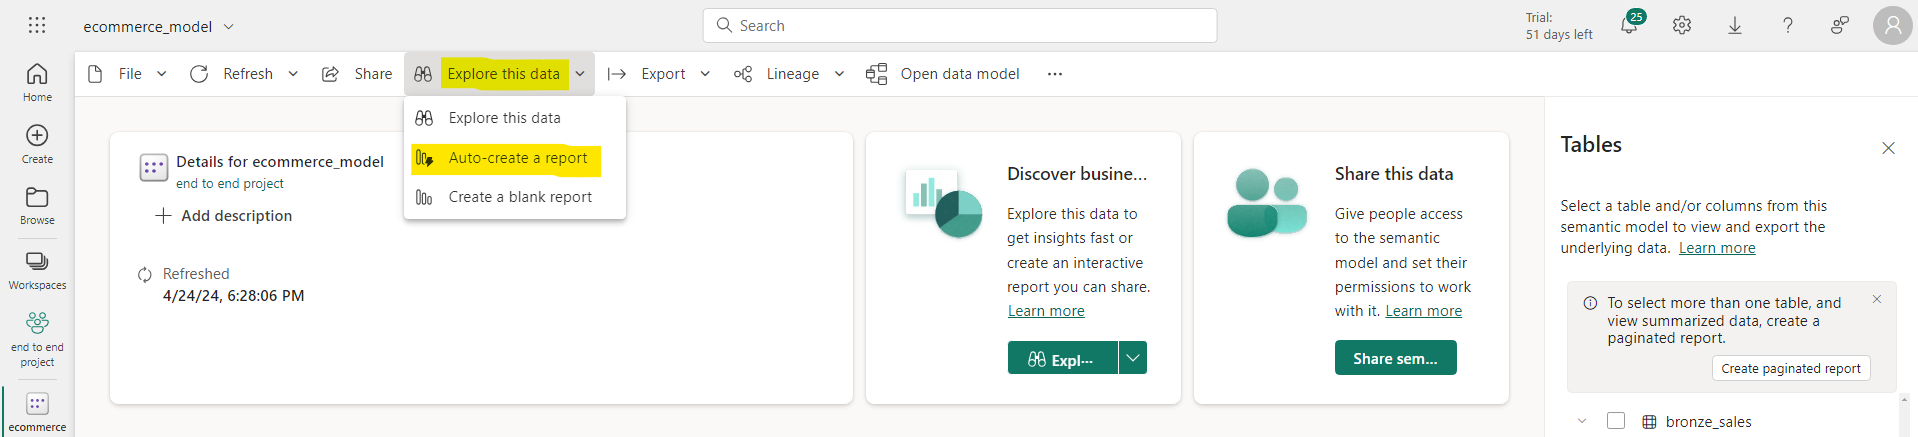 ecommerce_model
Search
Trial:
51 days left
25
Home
Create
Browse
Workspaces
end to end
project
ecommerce
File
Refresh
Share
Explore this data
Export
Lineage
Open data model
Explore this data
Auto-create a report
Create a blank report
Details for ecommerce_model
end to end project
Add description
Refreshed
4/24/24, 6:28:06 PM
Discover busine...
Explore this data to
get insights fast or
create an interactive
report you can share.
Learn more
Expl...
Share this data
Give people access
to the semantic
model and set their
permissions to work
with it. Learn more
Share sem...
Tables
Select a table and/or columns from this
semantic model to view and export the
underlying data. Learn more
To select more than one table, and
view summarized data, create a
paginated report.
Create paginated report
bronze_sales